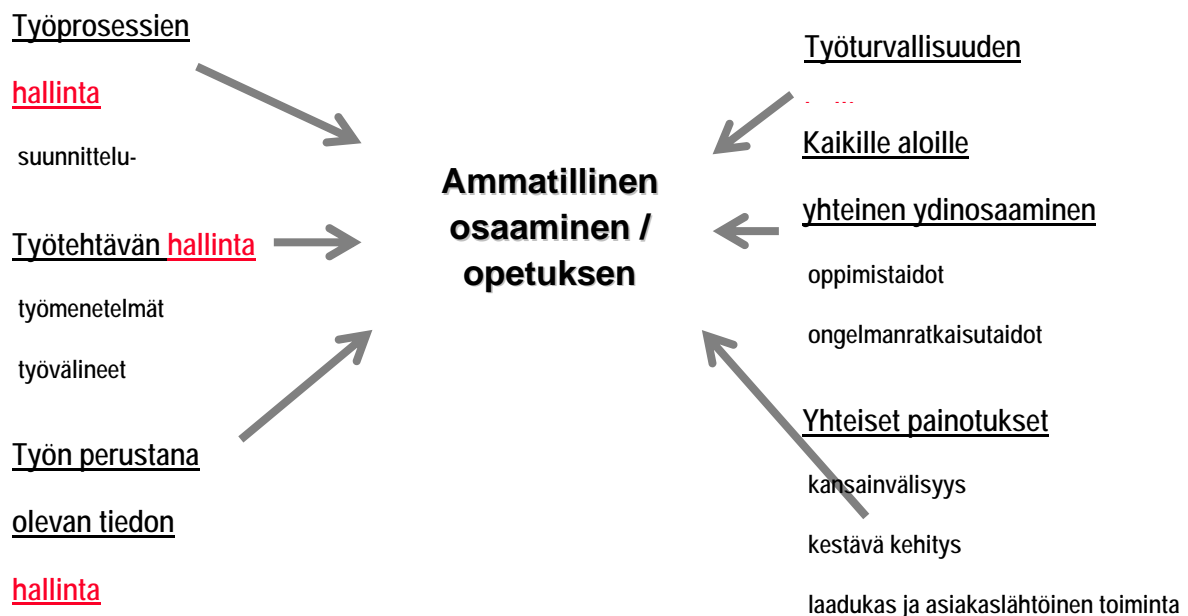 Työprosessien
hallinta
suunnittelu-
Työtehtävän hallinta
työmenetelmät
työvälineet
Työn perustana
olevan tiedon
hallinta
Ammatillinen
osaaminen /
opetuksen
Työturvallisuuden
Kaikille aloille
yhteinen ydinosaaminen
oppimistaidot
ongelmanratkaisutaidot
Yhteiset painotukset
kansainvälisyys
kestävä kehitys
laadukas ja asiakaslähtöinen toiminta